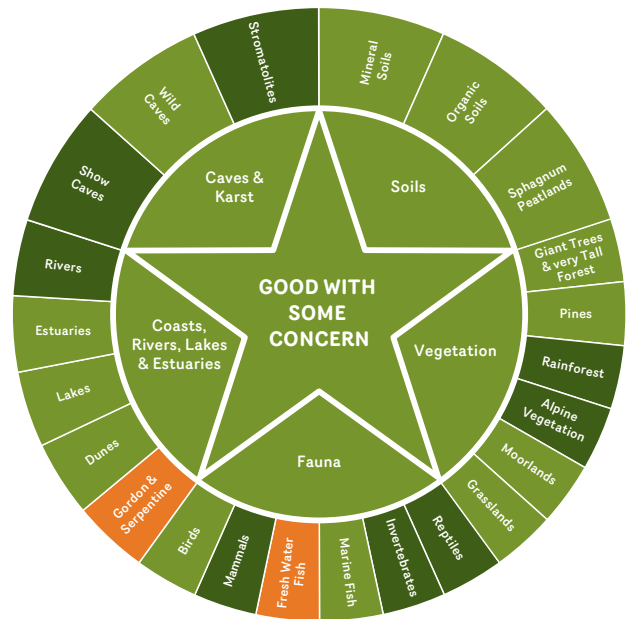 Stromatolites
Mineral
Soils
Organic
Soils
Sphagnum
Peatlands
Giant Trees
& very Tall
Forest
Pines
Rainforest
Alpine
Vegetation
Moorlands
Grasslands
Reptiles
Invertebrates
Marine Fish
Fresh Water
Fish
Mammals
Birds
Gordon &
Serpentine
Dunes
Lakes
Estuaries
Rivers
Show
Caves
Wild
Caves
Caves &
Karst
Soils
Coasts,
Rivers, Lakes
& Estuaries
GOOD WITH
SOME
CONCERN
Vegetation
Fauna